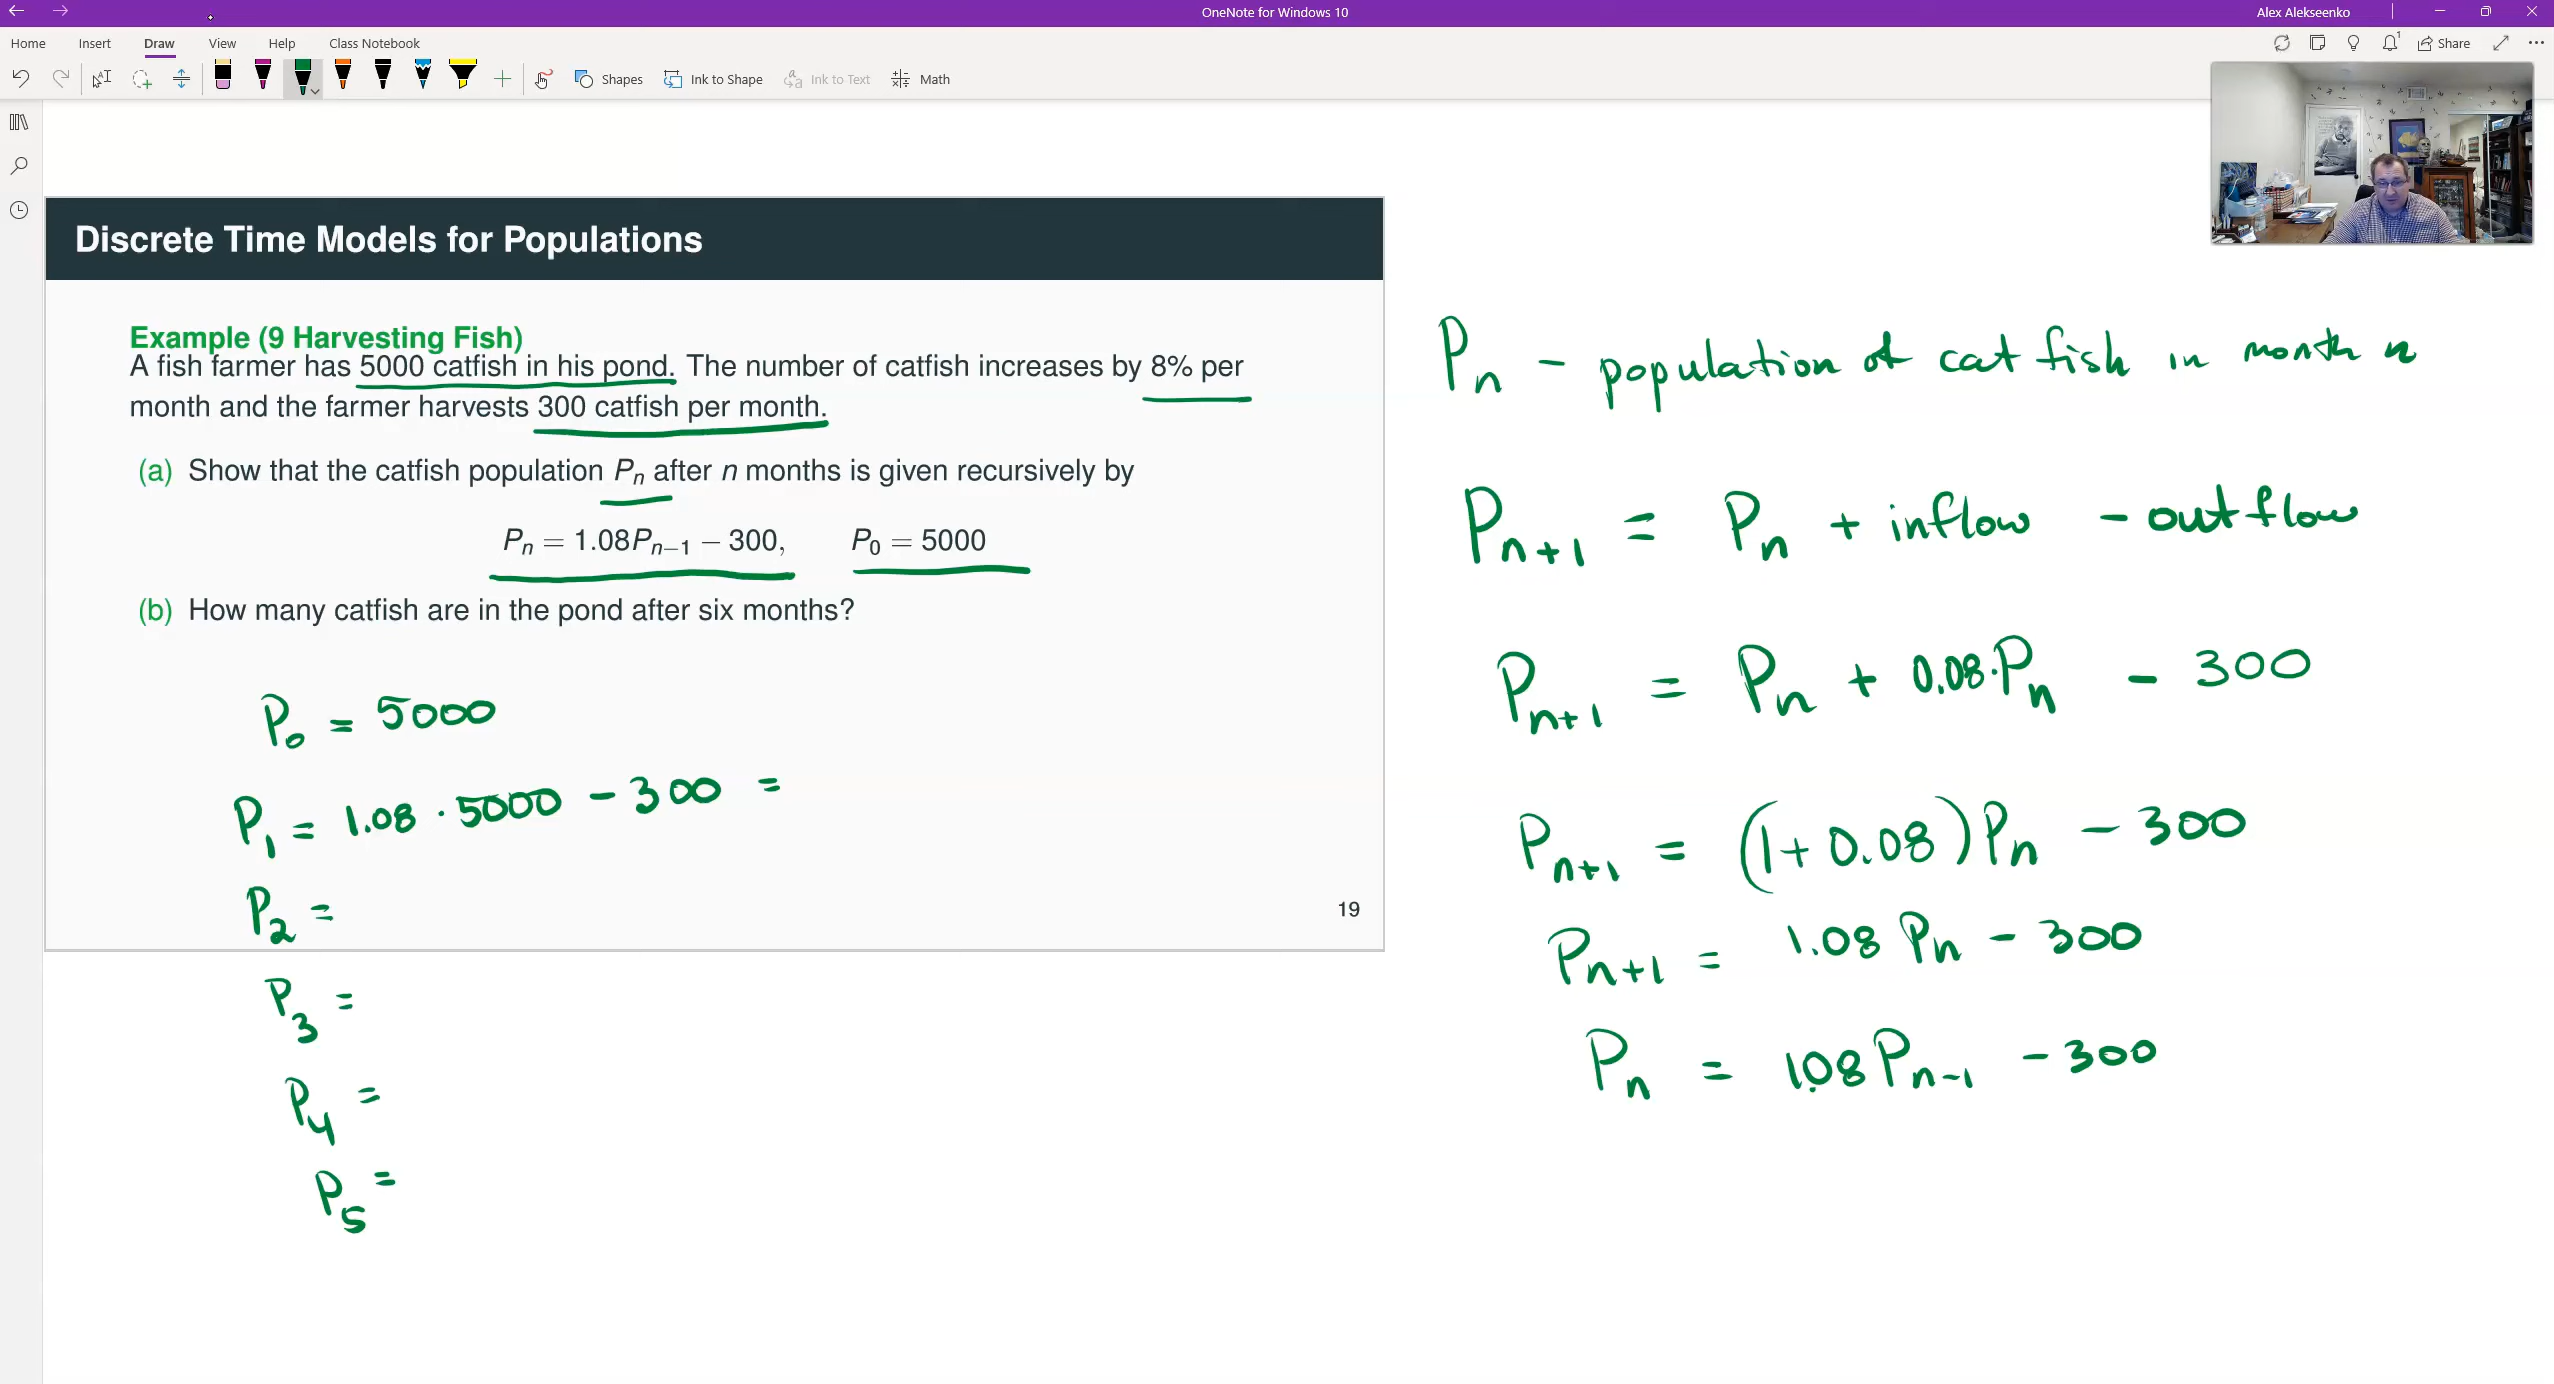 OneNote for Windows 10
Alex Alekseenko
Home Insert Draw View Help Class Notebook
Share
Shapes Ink to Shape Ink to Text Math
Discrete Time Models for Populations
Example (9 Harvesting Fish)
A fish farmer has 5000 catfish in his pond. The number of catfish increases by 8% per
month and the farmer harvests 300 catfish per month.
(a) Show that the catfish population Pₙ after n months is given recursively by
Pₙ = 1.08Pₙ₋₁ − 300, P₀ = 5000
(b) How many catfish are in the pond after six months?
P₀ = 5000
P₁ = 1.08 · 5000 − 300 =
P₂ =
19
P₃ =
P₄ =
P₅ =
Pₙ − population of cat fish in month n
Pₙ₊₁ = Pₙ + inflow − outflow
Pₙ₊₁ = Pₙ + 0.08·Pₙ − 300
Pₙ₊₁ = (1+0.08)Pₙ − 300
Pₙ₊₁ = 1.08 Pₙ − 300
Pₙ = 1.08 Pₙ₋₁ − 300